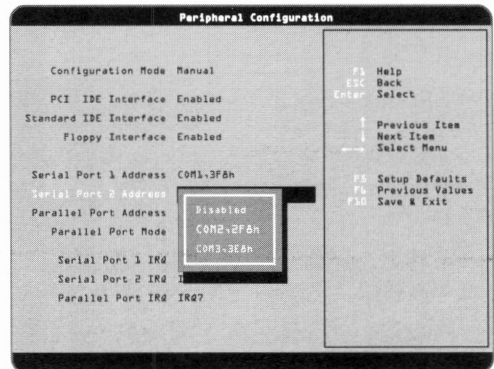 Peripheral Configuration
Configuration Mode Manual
PCI IDE Interface Enabled
Standard IDE Interface Enabled
Floppy Interface Enabled
Serial Port 1 Address COM1,3F8h
Serial Port 2 Address
Parallel Port Address
Parallel Port Mode
Disabled
COM2,2F8h
COM3,3E8h
Serial Port 1 IRQ
Serial Port 2 IRQ
Parallel Port IRQ IRQ7
F1 Help
ESC Back
Enter Select
↑ Previous Item
↓ Next Item
←→ Select Menu
F5 Setup Defaults
F6 Previous Values
F10 Save & Exit